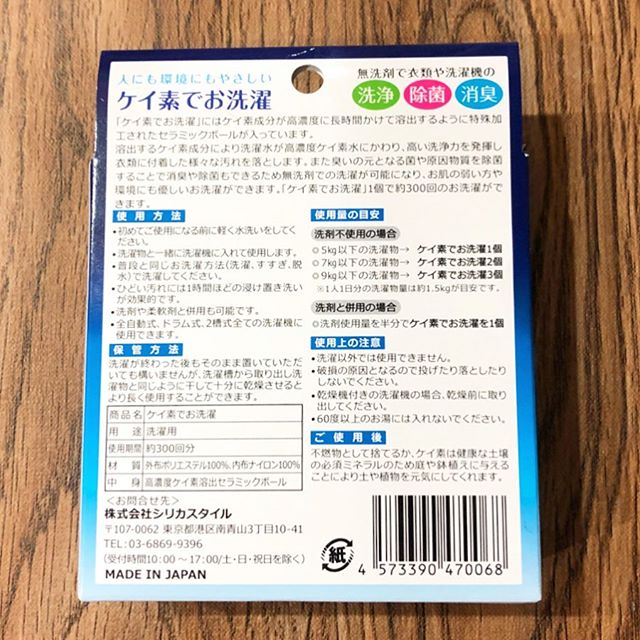 人にも環境にもやさしい
ケイ素でお洗濯
無洗剤で衣類や洗濯機の
洗浄 除菌 消臭
「ケイ素でお洗濯」にはケイ素成分が高濃度に長時間かけて溶出するように特殊加
工されたセラミックボールが入っています。
溶出するケイ素成分により洗濯水が高濃度ケイ素水にかわり、高い洗浄力を発揮し
衣類に付着した様々な汚れを落とします。また臭いの元となる菌や原因物質を除菌
することで消臭や除菌もできるため無洗剤での洗濯が可能になり、お肌の弱い方や
環境にも優しいお洗濯ができます。「ケイ素でお洗濯」1個で約300回のお洗濯ができ
ます。
使用方法
●初めてご使用になる前に軽く水洗いをしてく
ださい。
●洗濯物と一緒に洗濯機に入れて使用します。
●普段と同じお洗濯方法(洗濯、すすぎ、脱
水)で洗濯してください。
●ひどい汚れには1時間ほどの浸け置き洗い
が効果的です。
●洗剤や柔軟剤と併用も可能です。
●全自動式、ドラム式、2槽式全ての洗濯機に
使用できます。
保管方法
洗濯が終わった後もそのまま置いていただい
ても構いませんが、洗濯槽から取り出し洗
濯物と同じように干して十分に乾燥させると
より長く使用することができます。
商品名 ケイ素でお洗濯
用途 洗濯用
使用期間 約300回分
材質 外布ポリエステル100%、内布ナイロン100%
中身 高濃度ケイ素溶出セラミックボール
<お問合せ先>
株式会社シリカスタイル
〒107-0062 東京都港区南青山3丁目10-41
TEL:03-6869-9396
(受付時間10:00～17:00/土・日・祝日を除く)
MADE IN JAPAN
使用量の目安
洗剤不使用の場合
◎5kg以下の洗濯物→ ケイ素でお洗濯1個
◎7kg以下の洗濯物→ ケイ素でお洗濯2個
◎9kg以下の洗濯物→ ケイ素でお洗濯3個
※1人1日分の洗濯物量は約1.5kgが目安です。
洗剤と併用の場合
◎洗剤使用量を半分でケイ素でお洗濯を1個
使用上の注意
●洗濯以外では使用できません。
●破損の原因となるので投げたり落としたり
しないでください。
●乾燥機付きの洗濯機の場合、乾燥前に取り
出してください。
●60度以上のお湯には入れないでください。
ご使用後
不燃物として捨てるか、ケイ素は健康な土壌
の必須ミネラルのため庭や鉢植えに与える
ことにより土や植物を元気にしてくれます。
紙
4 573390 470068